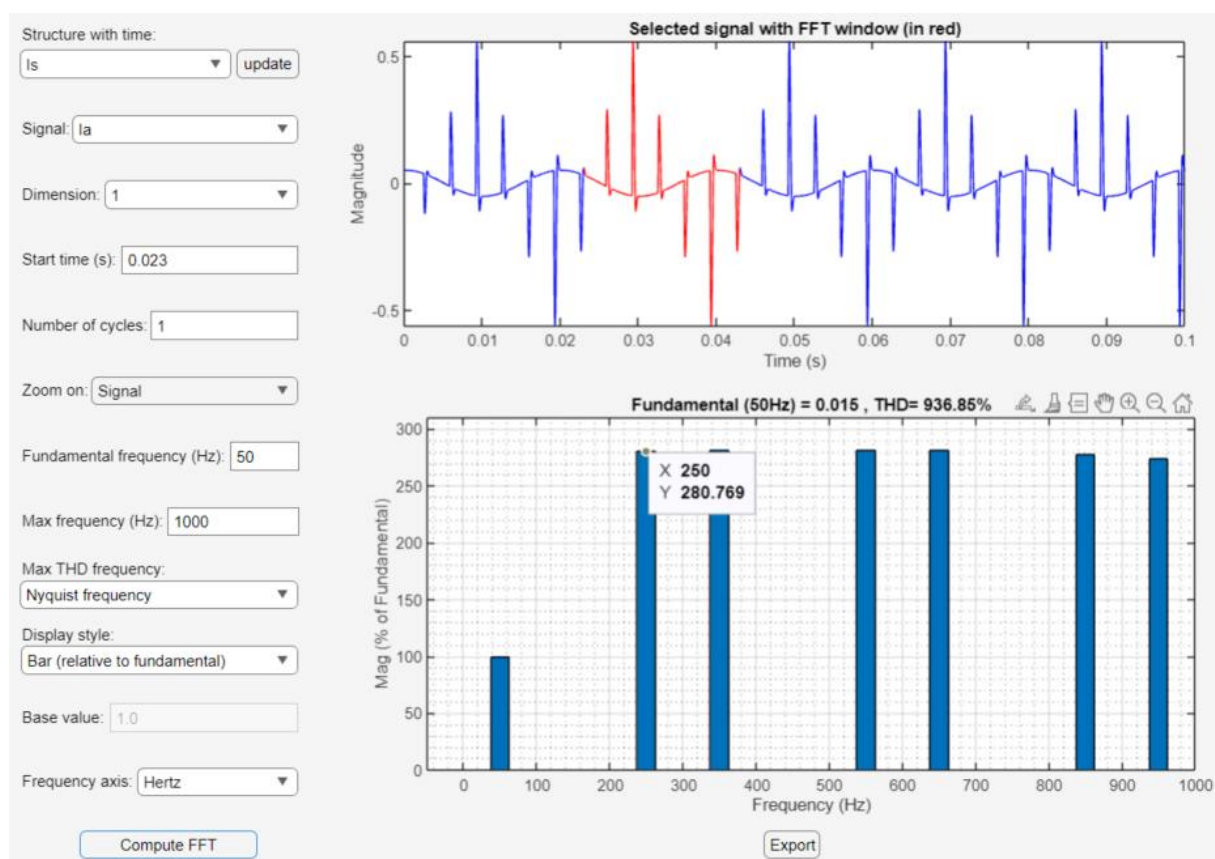 Structure with time:
Is
update
Signal: Ia
Dimension: 1
Start time (s): 0.023
Number of cycles: 1
Zoom on: Signal
Fundamental frequency (Hz): 50
Max frequency (Hz): 1000
Max THD frequency:
Nyquist frequency
Display style:
Bar (relative to fundamental)
Base value: 1.0
Frequency axis: Hertz
Compute FFT
Selected signal with FFT window (in red)
Magnitude
0.5
0
-0.5
0 0.01 0.02 0.03 0.04 0.05 0.06 0.07 0.08 0.09 0.1
Time (s)
Fundamental (50Hz) = 0.015 , THD= 936.85%
Mag (% of Fundamental)
300
250
200
150
100
50
0
X 250
Y 280.769
0 100 200 300 400 500 600 700 800 900 1000
Frequency (Hz)
Export